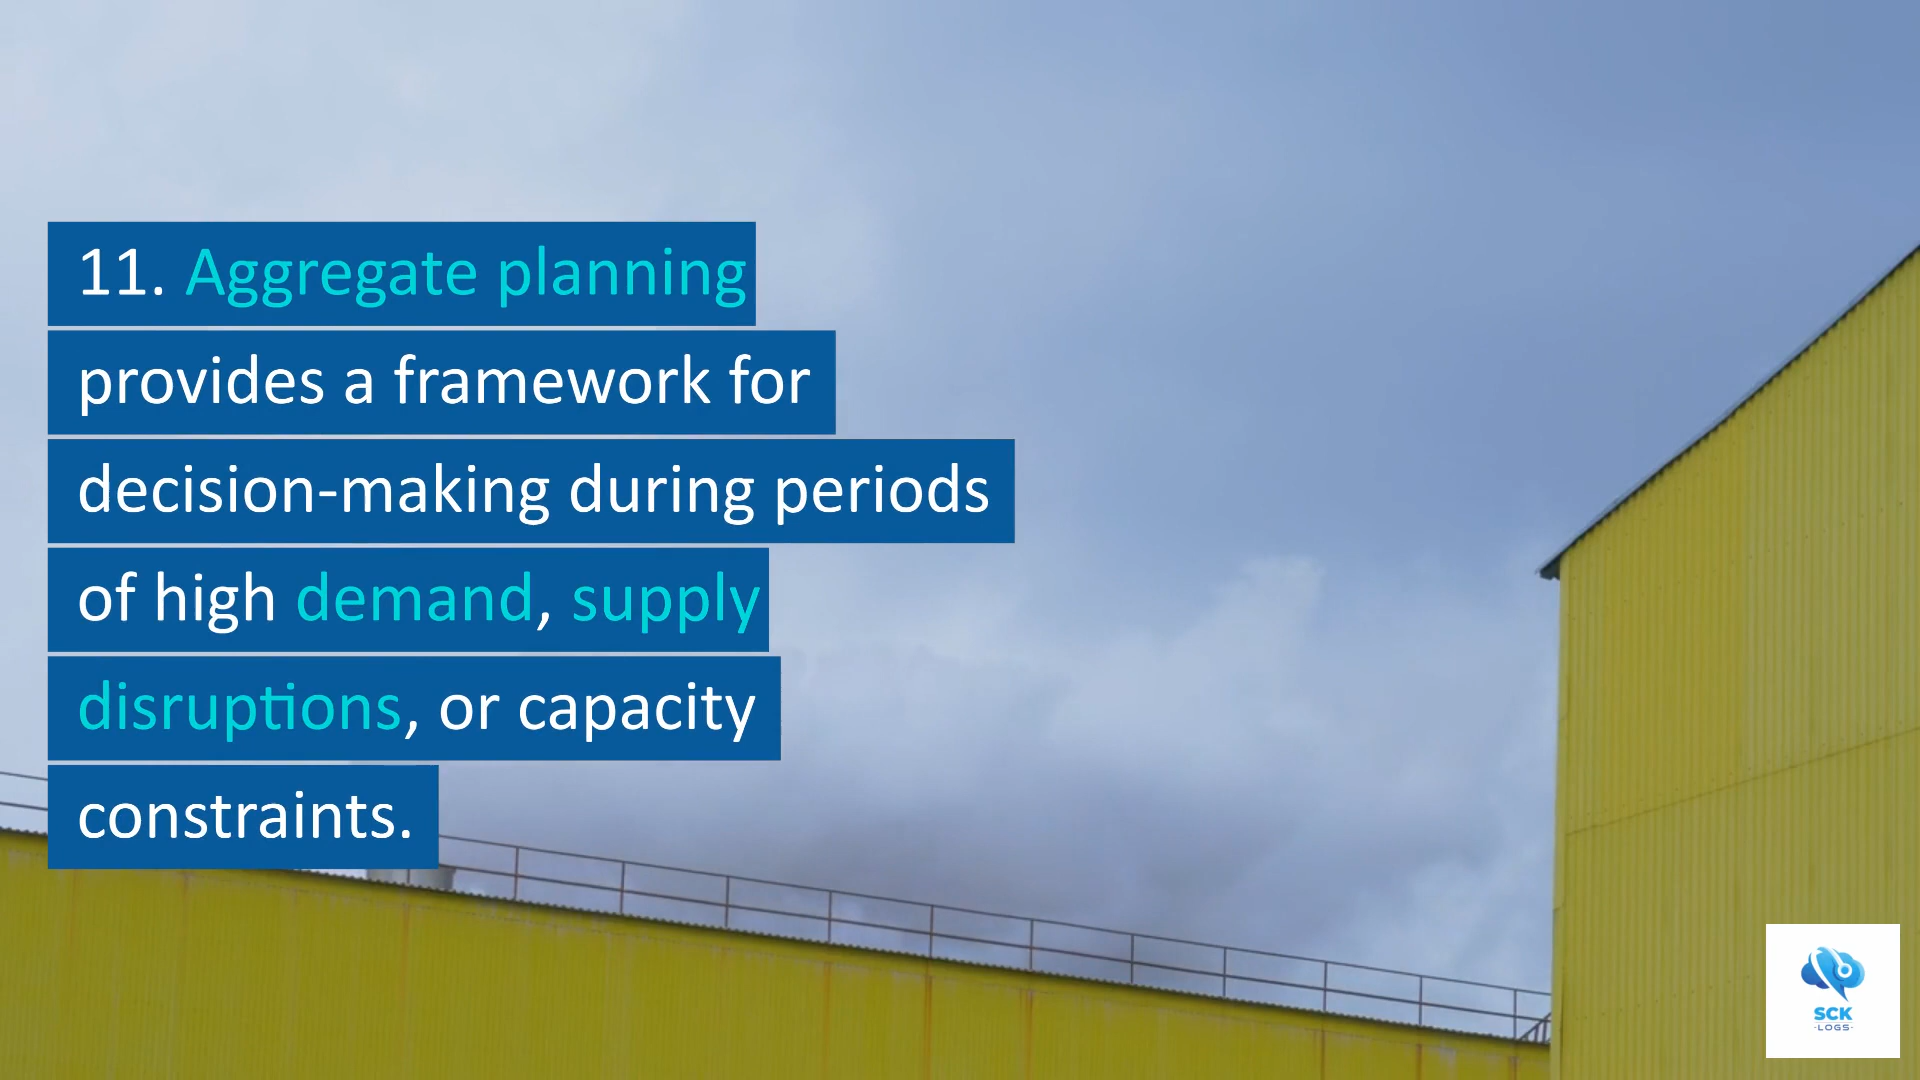 11. Aggregate planning
provides a framework for
decision-making during periods
of high demand, supply
disruptions, or capacity
constraints.
SCK
-LOGS-